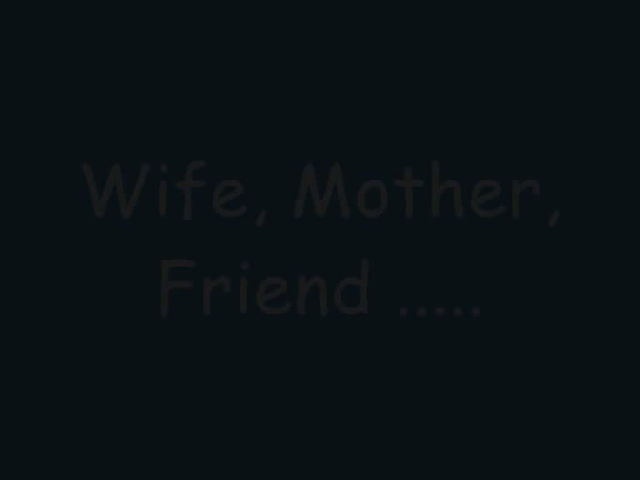 Wife, Mother,
Friend .....